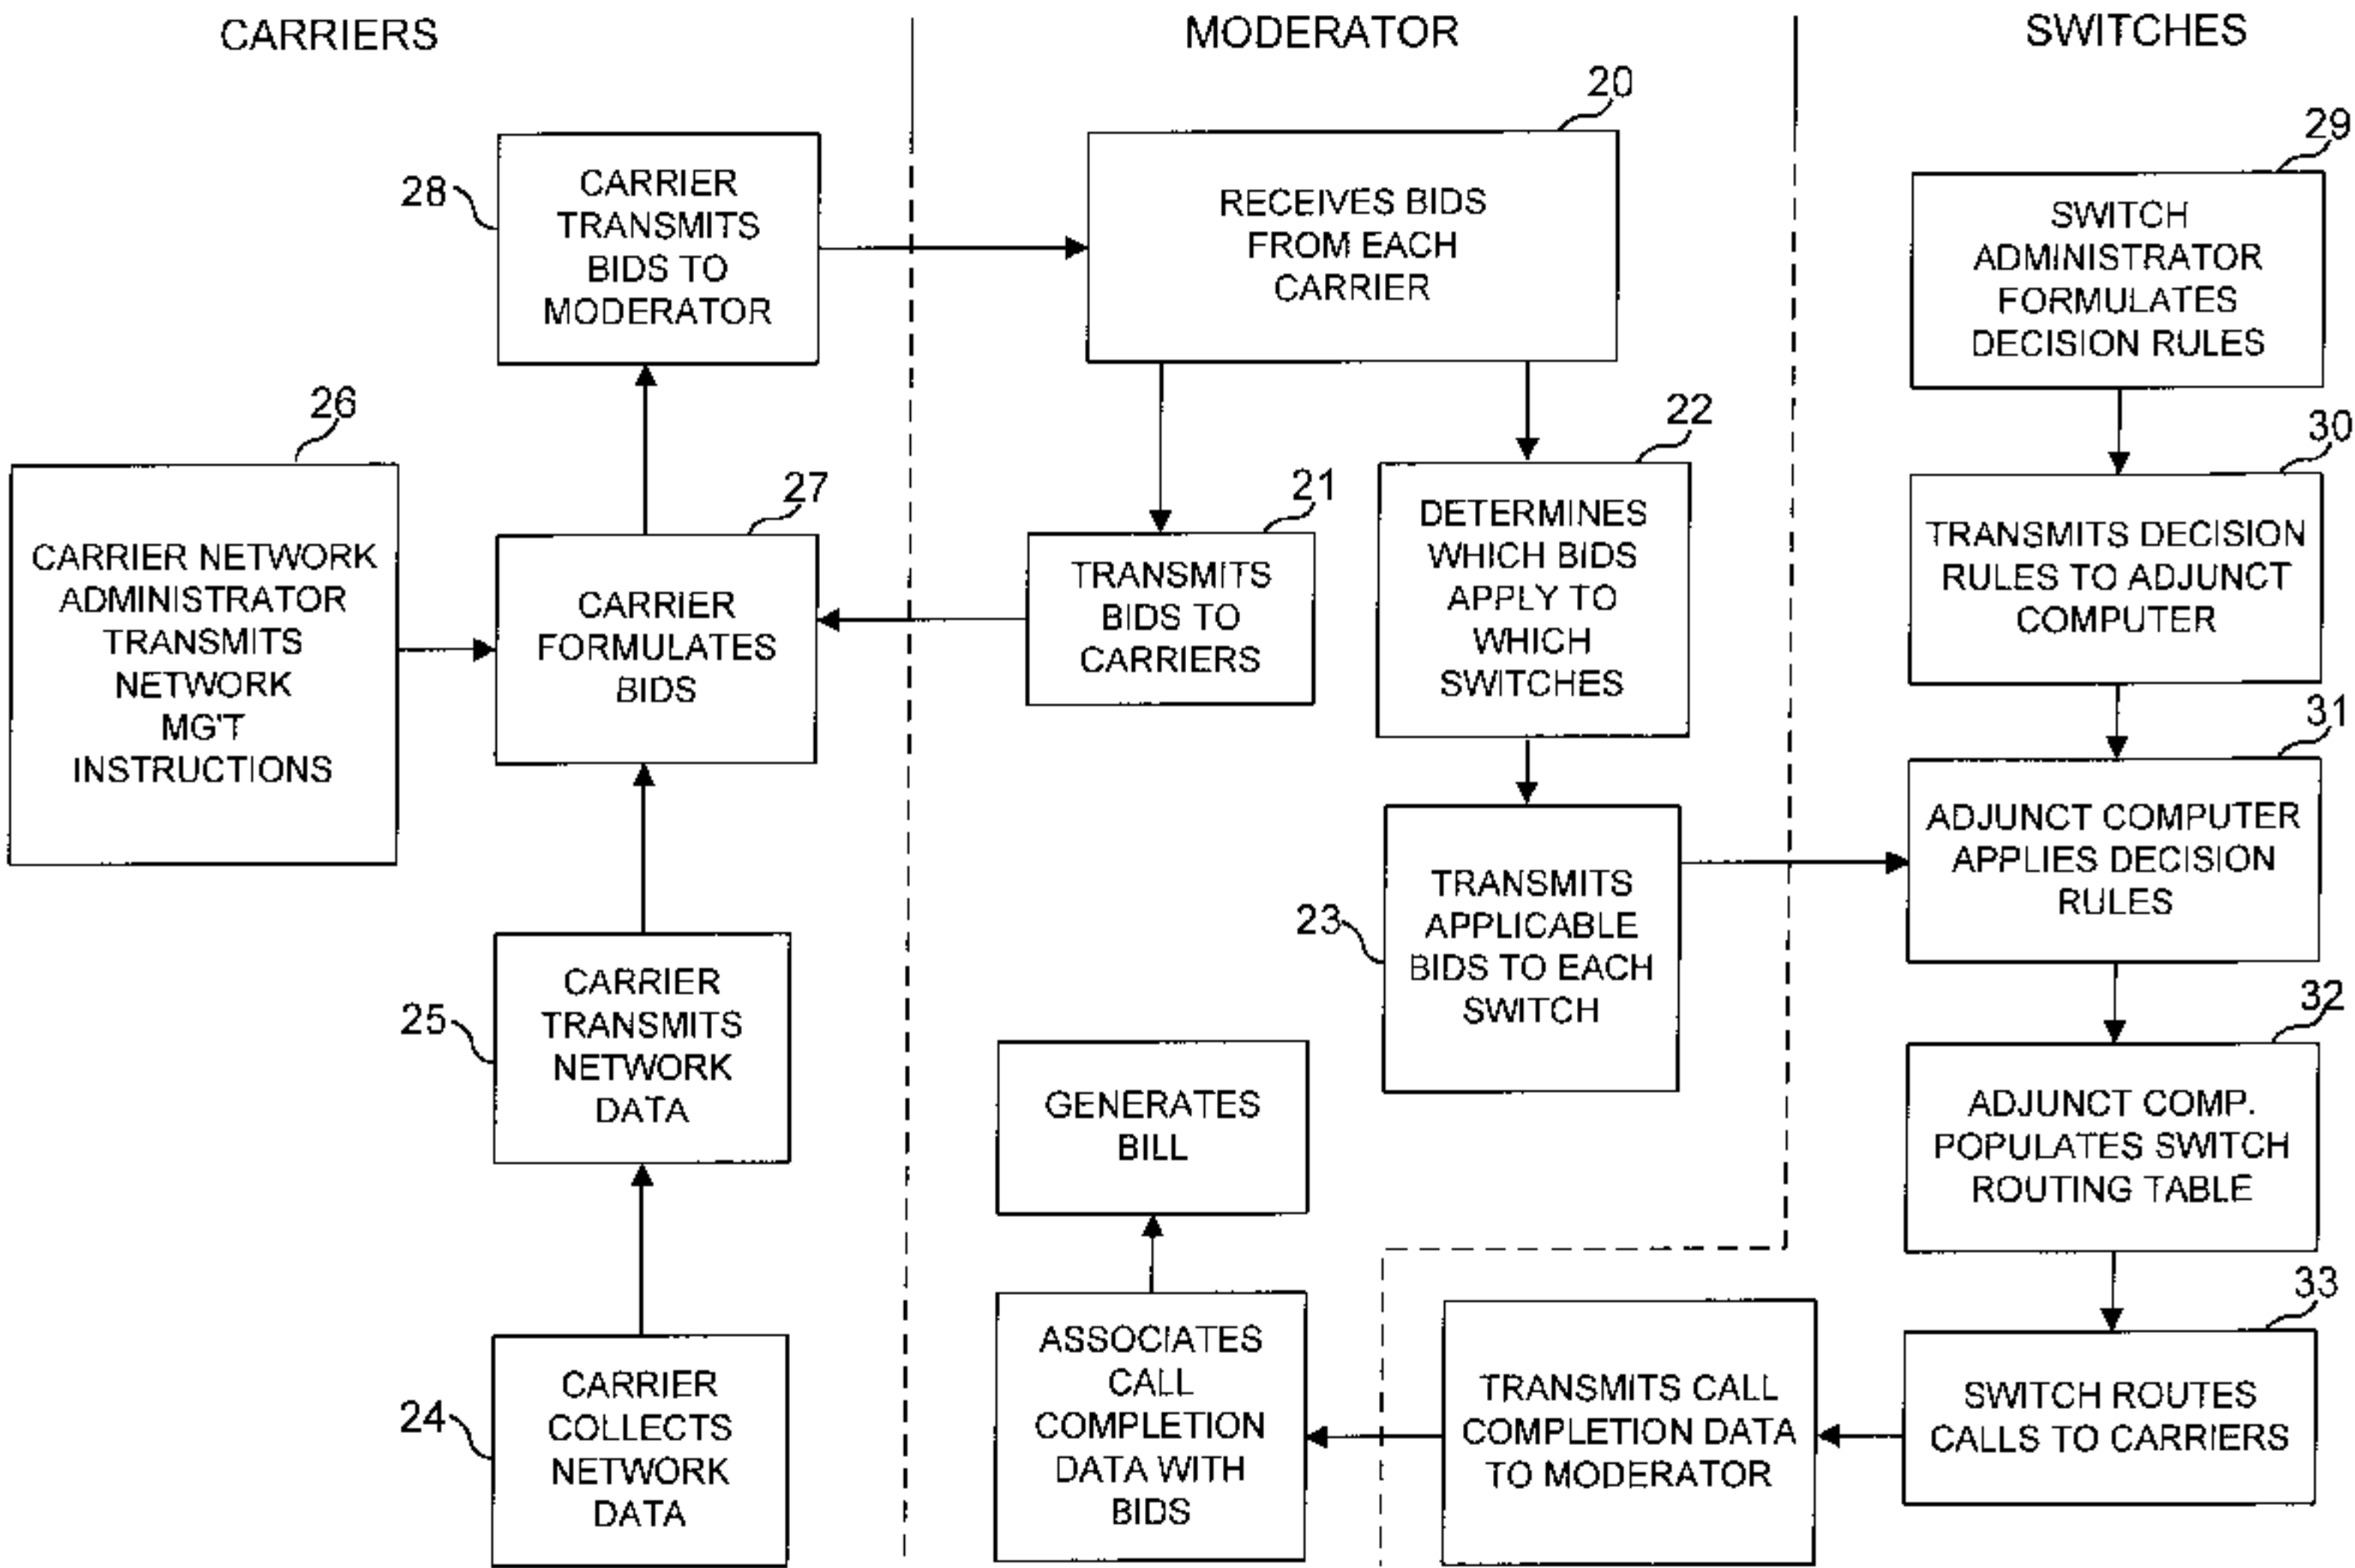 CARRIERS
MODERATOR
SWITCHES
28
CARRIER
TRANSMITS
BIDS TO
MODERATOR
20
RECEIVES BIDS
FROM EACH
CARRIER
29
SWITCH
ADMINISTRATOR
FORMULATES
DECISION RULES
26
CARRIER NETWORK
ADMINISTRATOR
TRANSMITS
NETWORK
MG'T
INSTRUCTIONS
27
CARRIER
FORMULATES
BIDS
21
TRANSMITS
BIDS TO
CARRIERS
22
DETERMINES
WHICH BIDS
APPLY TO
WHICH
SWITCHES
30
TRANSMITS DECISION
RULES TO ADJUNCT
COMPUTER
31
ADJUNCT COMPUTER
APPLIES DECISION
RULES
23
TRANSMITS
APPLICABLE
BIDS TO EACH
SWITCH
25
CARRIER
TRANSMITS
NETWORK
DATA
GENERATES
BILL
32
ADJUNCT COMP.
POPULATES SWITCH
ROUTING TABLE
24
CARRIER
COLLECTS
NETWORK
DATA
ASSOCIATES
CALL
COMPLETION
DATA WITH
BIDS
TRANSMITS CALL
COMPLETION DATA
TO MODERATOR
33
SWITCH ROUTES
CALLS TO CARRIERS